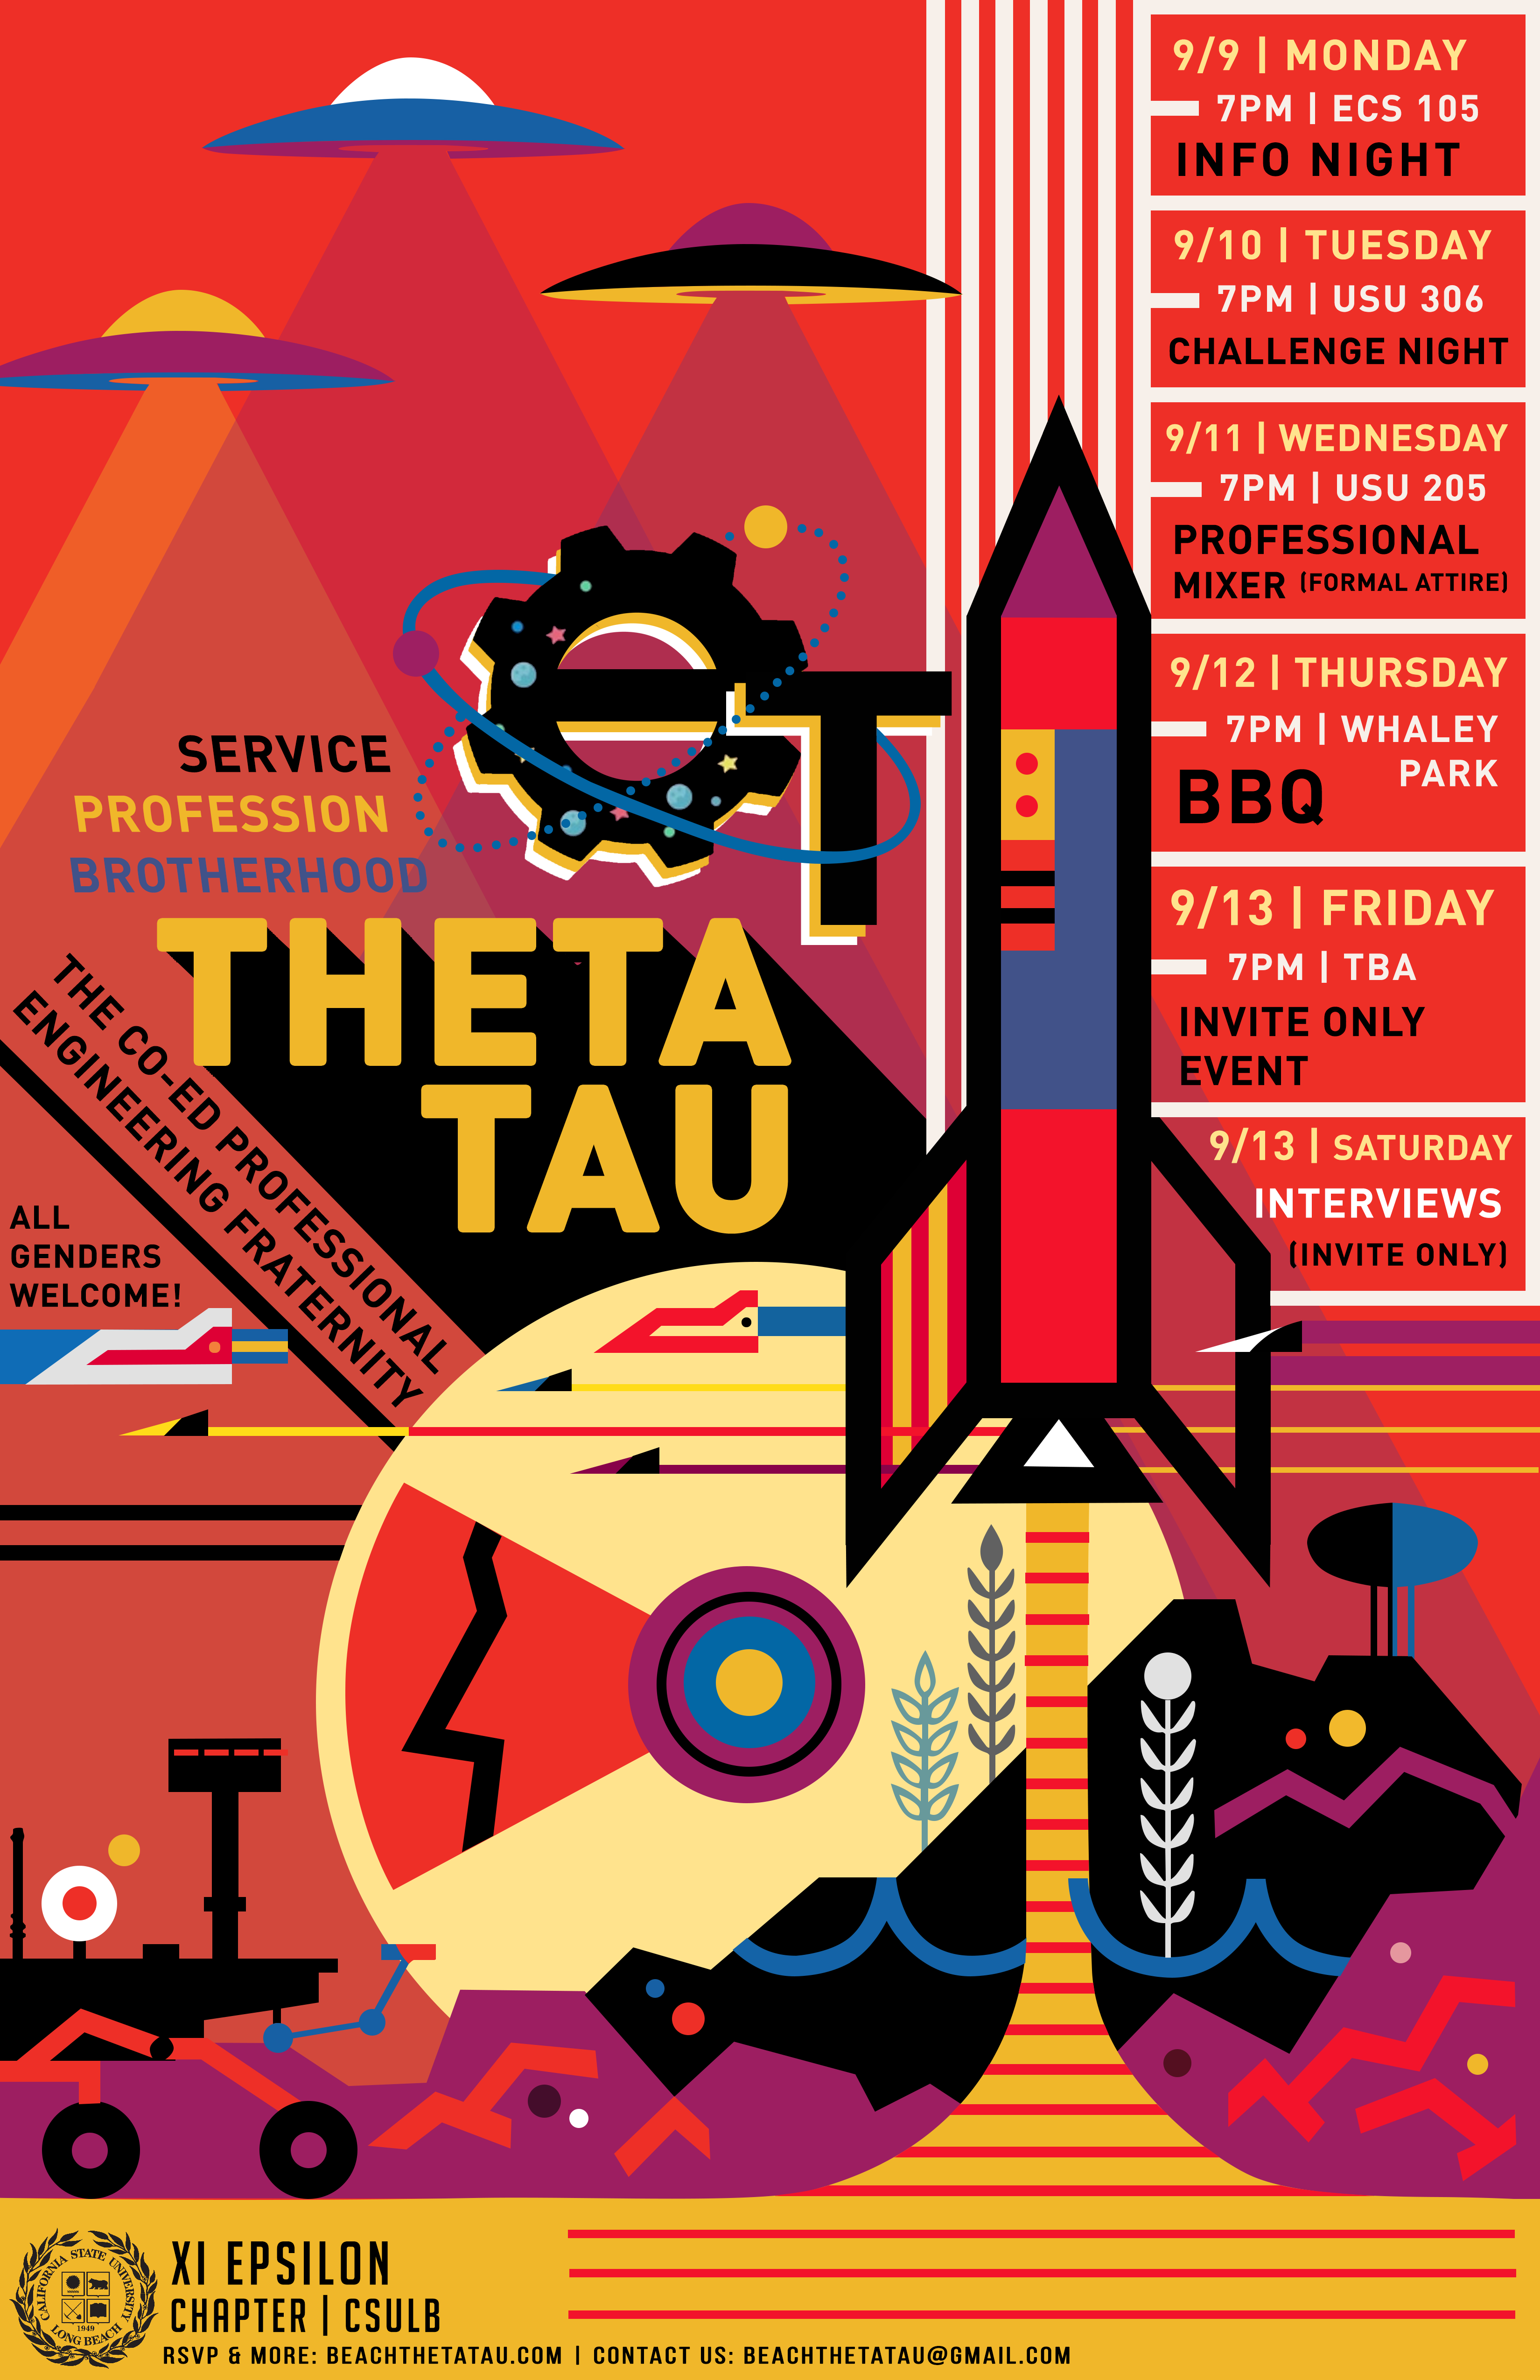 9/9 | MONDAY
7PM | ECS 105
INFO NIGHT
9/10 | TUESDAY
7PM | USU 306
CHALLENGE NIGHT
9/11 | WEDNESDAY
7PM | USU 205
PROFESSIONAL
MIXER (FORMAL ATTIRE)
9/12 | THURSDAY
7PM | WHALEY
PARK
BBQ
9/13 | FRIDAY
7PM | TBA
INVITE ONLY
EVENT
9/13 | SATURDAY
INTERVIEWS
(INVITE ONLY)
ΘT
SERVICE
PROFESSION
BROTHERHOOD
THETA
TAU
THE CO-ED PROFESSIONAL
ENGINEERING FRATERNITY
ALL
GENDERS
WELCOME!
CALIFORNIA STATE UNIVERSITY
1949
LONG BEACH
XI EPSILON
CHAPTER | CSULB
RSVP & MORE: BEACHTHETATAU.COM | CONTACT US: BEACHTHETATAU@GMAIL.COM